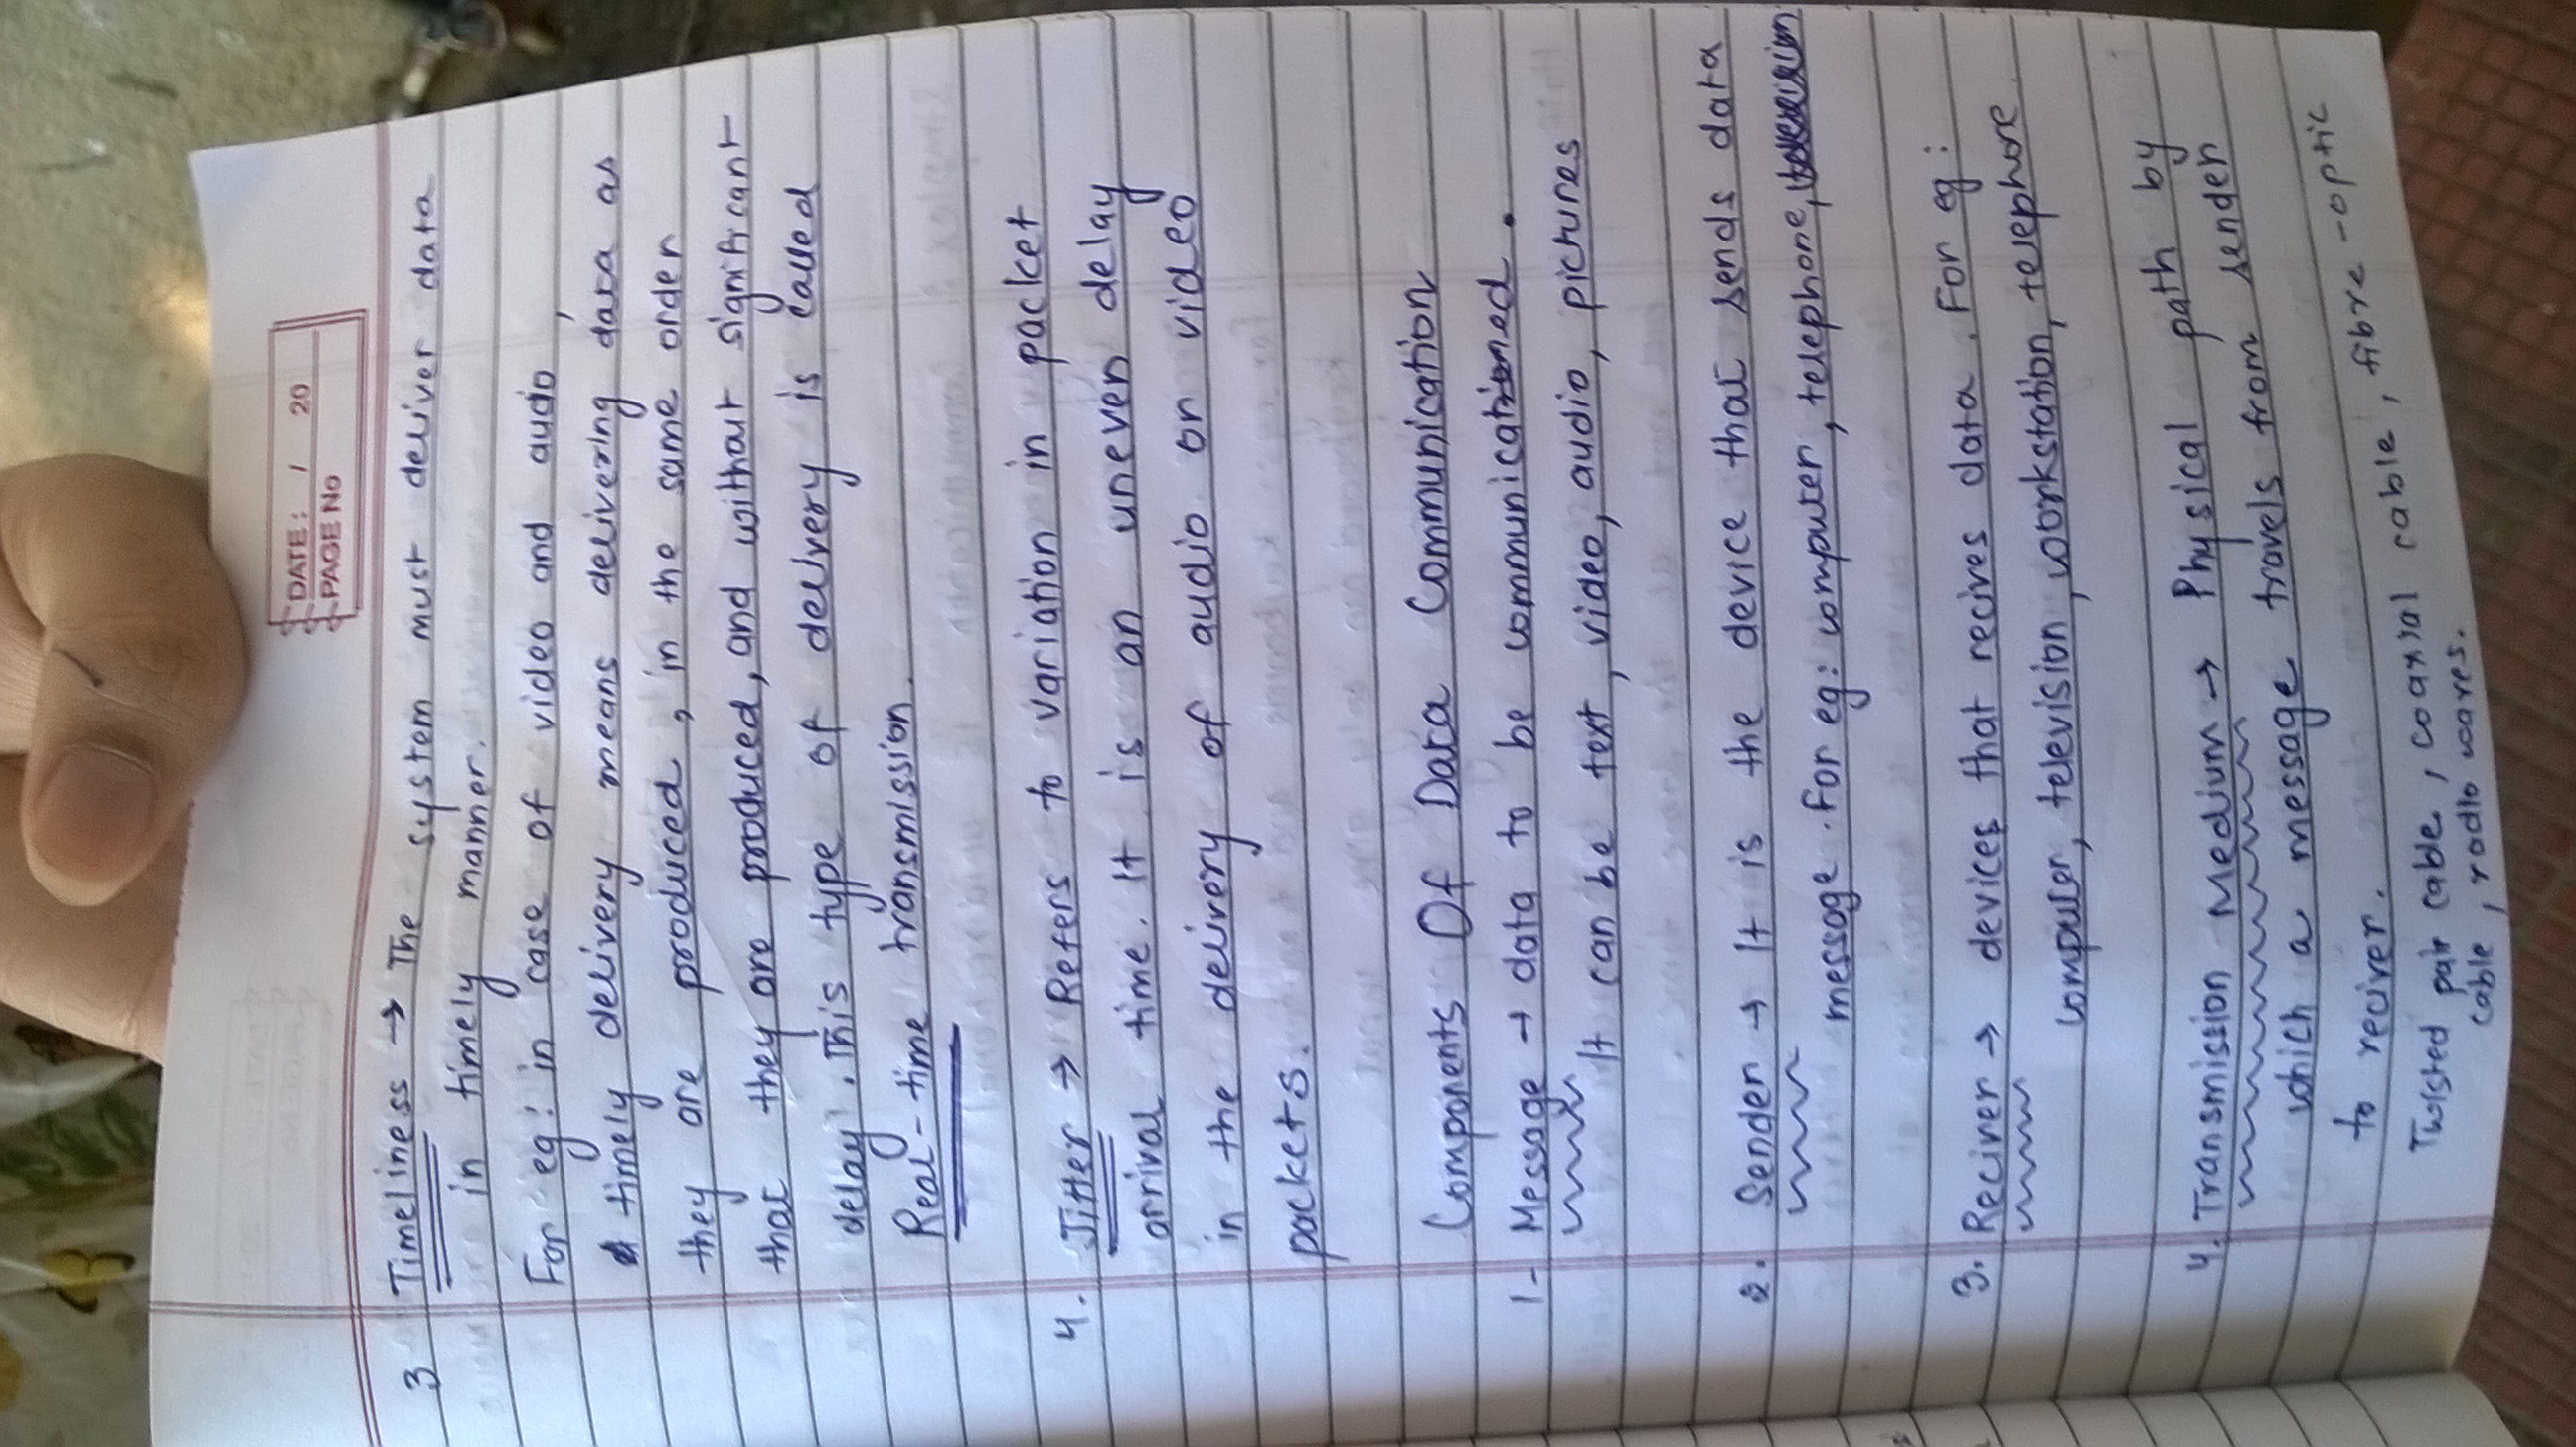 DATE: / 20
PAGE No
3 Timeliness → The system must deliver data
in timely manner.
For eg: in case of video and audio,
timely delivery means delivering data as
they are produced, in the same order
that they are produced, and without significant
delay. This type of delivery is called
Real-time transmission.
4. Jitter → Refers to variation in packet
arrival time. It is an uneven delay
in the delivery of audio or video
packets.
Components Of Data Communication
1- Message → data to be communicationed.
It can be text, video, audio, pictures
2. Sender → It is the device that sends data
message. For eg: computer, telephone,
3. Reciver → devices that recives data. For eg:
computer, television, workstation, telephone.
4. Transmission Medium → Physical path by
which a message travels from sender
to reciver.
Twisted pair cable, coaxial cable, fibre-optic
cable, radio waves.